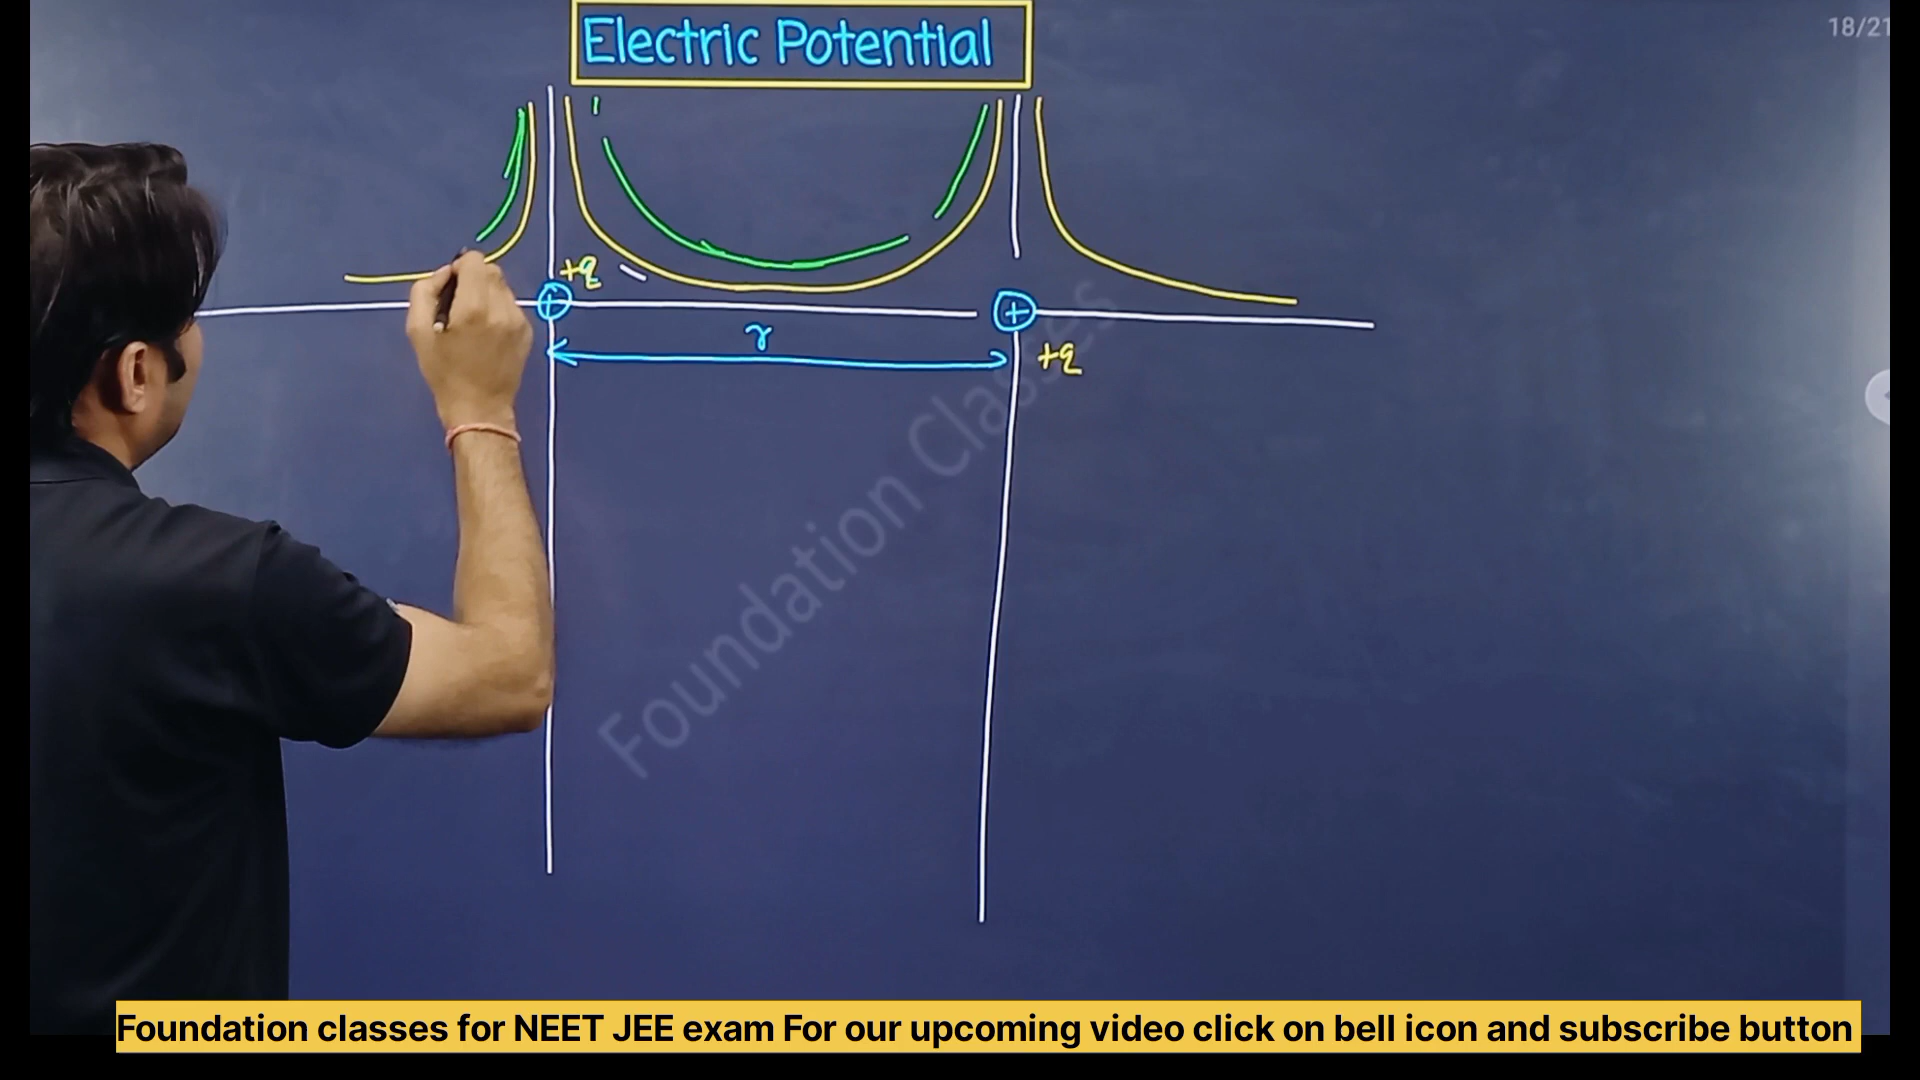 Electric Potential
18/21
+q
+
+
r
+q
Foundation Classes
Foundation classes for NEET JEE exam For our upcoming video click on bell icon and subscribe button